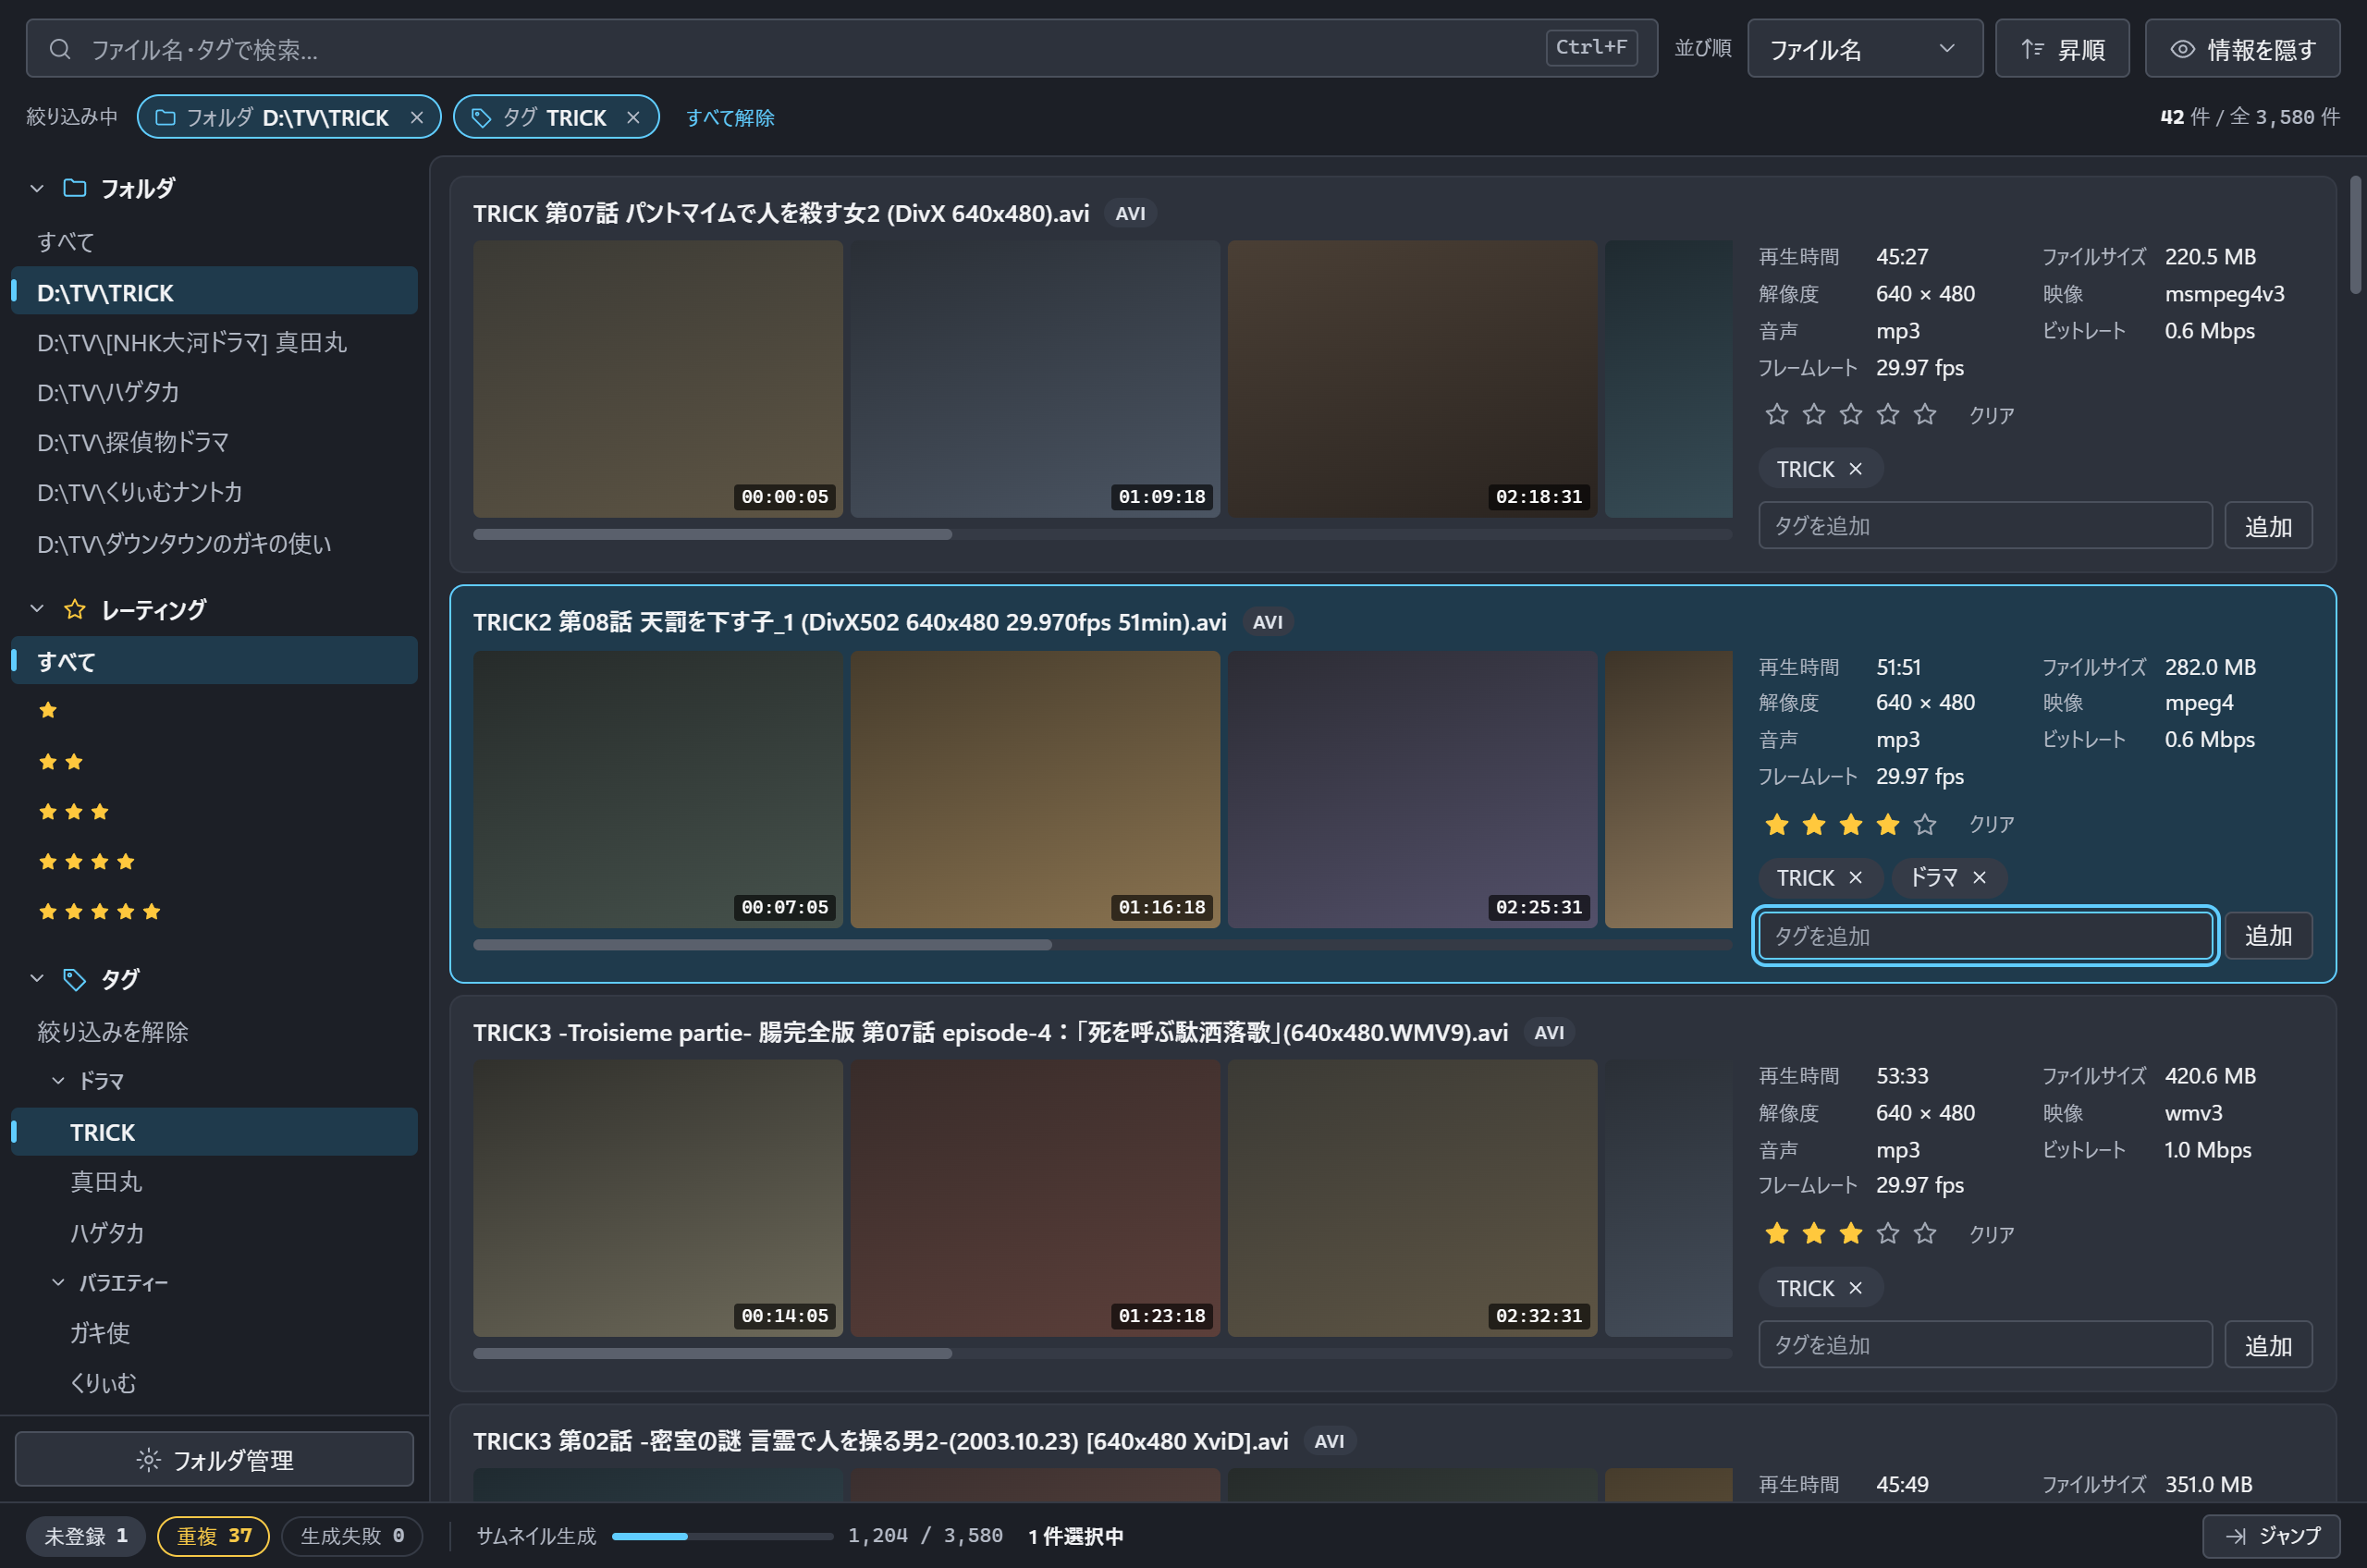 ファイル名・タグで検索... Ctrl+F 並び順 ファイル名 昇順 情報を隠す
絞り込み中 フォルダ D:\TV\TRICK × タグ TRICK × すべて解除 42 件 / 全 3,580 件
フォルダ
すべて
D:\TV\TRICK
D:\TV\[NHK大河ドラマ] 真田丸
D:\TV\ハゲタカ
D:\TV\探偵物ドラマ
D:\TV\くりぃむナントカ
D:\TV\ダウンタウンのガキの使い
レーティング
すべて
タグ
絞り込みを解除
ドラマ
TRICK
真田丸
ハゲタカ
バラエティー
ガキ使
くりぃむ
フォルダ管理
TRICK 第07話 パントマイムで人を殺す女2 (DivX 640x480).avi AVI
00:00:05 01:09:18 02:18:31
再生時間 45:27 ファイルサイズ 220.5 MB
解像度 640 × 480 映像 msmpeg4v3
音声 mp3 ビットレート 0.6 Mbps
フレームレート 29.97 fps
クリア
TRICK ×
タグを追加 追加
TRICK2 第08話 天罰を下す子_1 (DivX502 640x480 29.970fps 51min).avi AVI
00:07:05 01:16:18 02:25:31
再生時間 51:51 ファイルサイズ 282.0 MB
解像度 640 × 480 映像 mpeg4
音声 mp3 ビットレート 0.6 Mbps
フレームレート 29.97 fps
クリア
TRICK × ドラマ ×
タグを追加 追加
TRICK3 -Troisieme partie- 腸完全版 第07話 episode-4：「死を呼ぶ駄洒落歌」(640x480.WMV9).avi AVI
00:14:05 01:23:18 02:32:31
再生時間 53:33 ファイルサイズ 420.6 MB
解像度 640 × 480 映像 wmv3
音声 mp3 ビットレート 1.0 Mbps
フレームレート 29.97 fps
クリア
TRICK ×
タグを追加 追加
TRICK3 第02話 -密室の謎 言霊で人を操る男2-(2003.10.23) [640x480 XviD].avi AVI
再生時間 45:49 ファイルサイズ 351.0 MB
未登録 1 重複 37 生成失敗 0 サムネイル生成 1,204 / 3,580 1 件選択中 ジャンプ